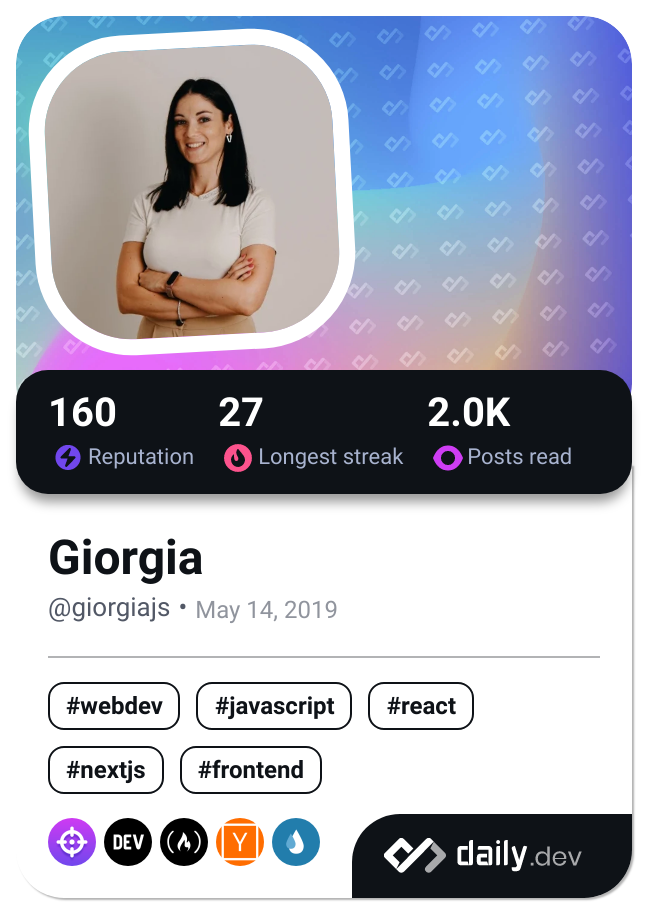 160 27 2.0K
Reputation Longest streak Posts read
Giorgia
@giorgiajs • May 14, 2019
#webdev #javascript #react
#nextjs #frontend
DEV Y daily.dev